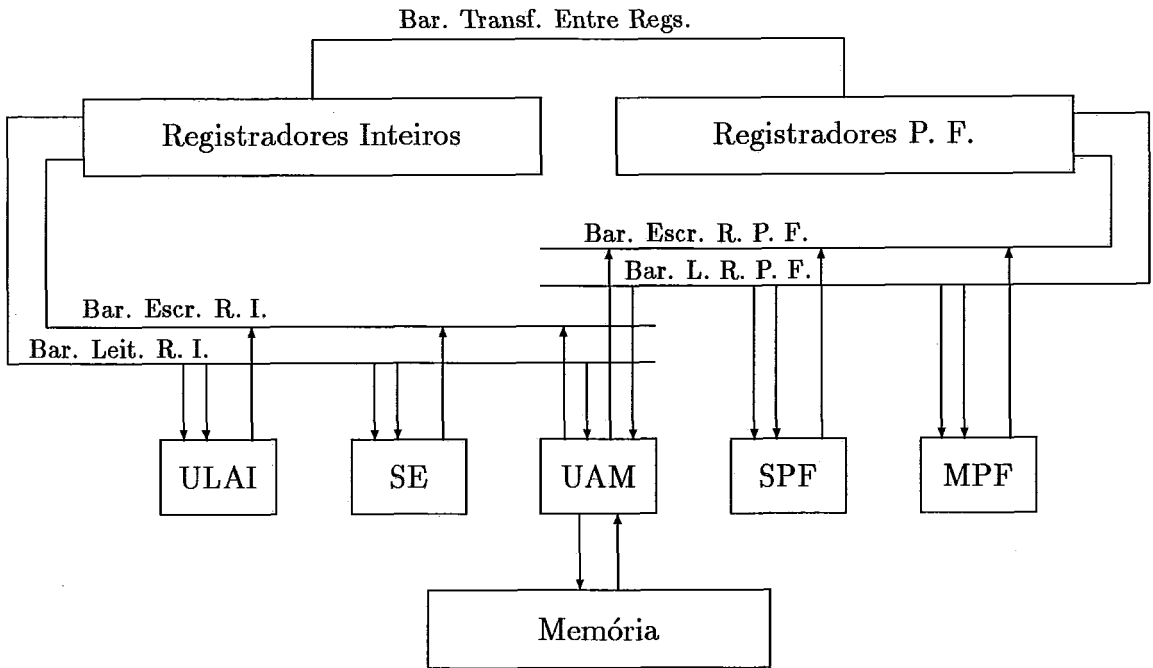 Bar. Transf. Entre Regs.
Registradores Inteiros
Registradores P. F.
Bar. Escr. R. P. F.
Bar. L. R. P. F.
Bar. Escr. R. I.
Bar. Leit. R. I.
ULAI
SE
UAM
SPF
MPF
Memória